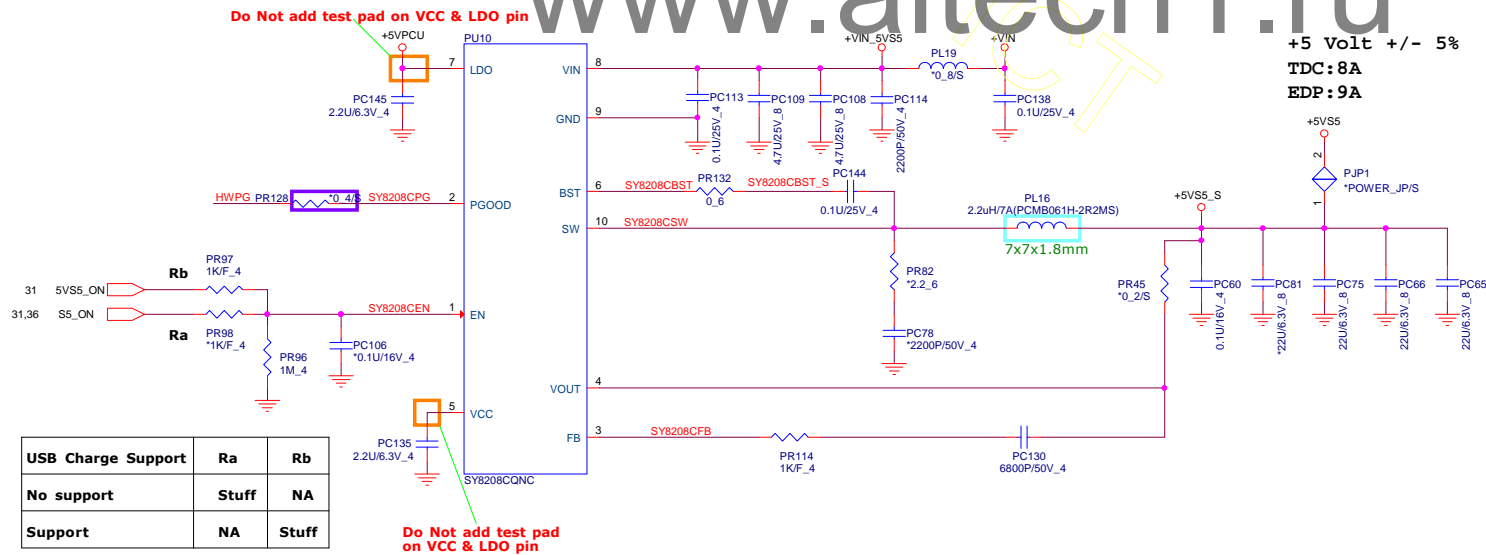 www.aitech1.ru
Do Not add test pad on VCC & LDO pin
+5VPCU
PU10
+VIN_5VS5
+VIN
+5 Volt +/- 5%
TDC:8A
EDP:9A
7
LDO
VIN
8
PL19
*0_8/S
PC145
2.2U/6.3V_4
GND
9
PC113
0.1U/25V_4
PC109
4.7U/25V_8
PC108
4.7U/25V_8
PC114
2200P/50V_4
PC138
0.1U/25V_4
+5VS5
2
PJP1
*POWER_JP/S
1
HWPG
PR128
*0_4/S
SY8208CPG
2
PGOOD
BST
6
SY8208CBST
PR132
0_6
SY8208CBST_S
PC144
0.1U/25V_4
SW
10
SY8208CSW
PL16
2.2uH/7A(PCMB061H-2R2MS)
7x7x1.8mm
+5VS5_S
Rb
PR97
1K/F_4
31
5VS5_ON
31,36
S5_ON
Ra
PR98
*1K/F_4
SY8208CEN
1
EN
PR96
1M_4
PC106
*0.1U/16V_4
PR82
*2.2_6
PC78
*2200P/50V_4
PR45
*0_2/S
PC60
0.1U/16V_4
PC81
*22U/6.3V_8
PC75
22U/6.3V_8
PC66
22U/6.3V_8
PC65
22U/6.3V_8
VOUT
4
5
VCC
PC135
2.2U/6.3V_4
FB
3
SY8208CFB
PR114
1K/F_4
PC130
6800P/50V_4
SY8208CQNC
USB Charge Support Ra Rb
No support Stuff NA
Support NA Stuff
Do Not add test pad
on VCC & LDO pin